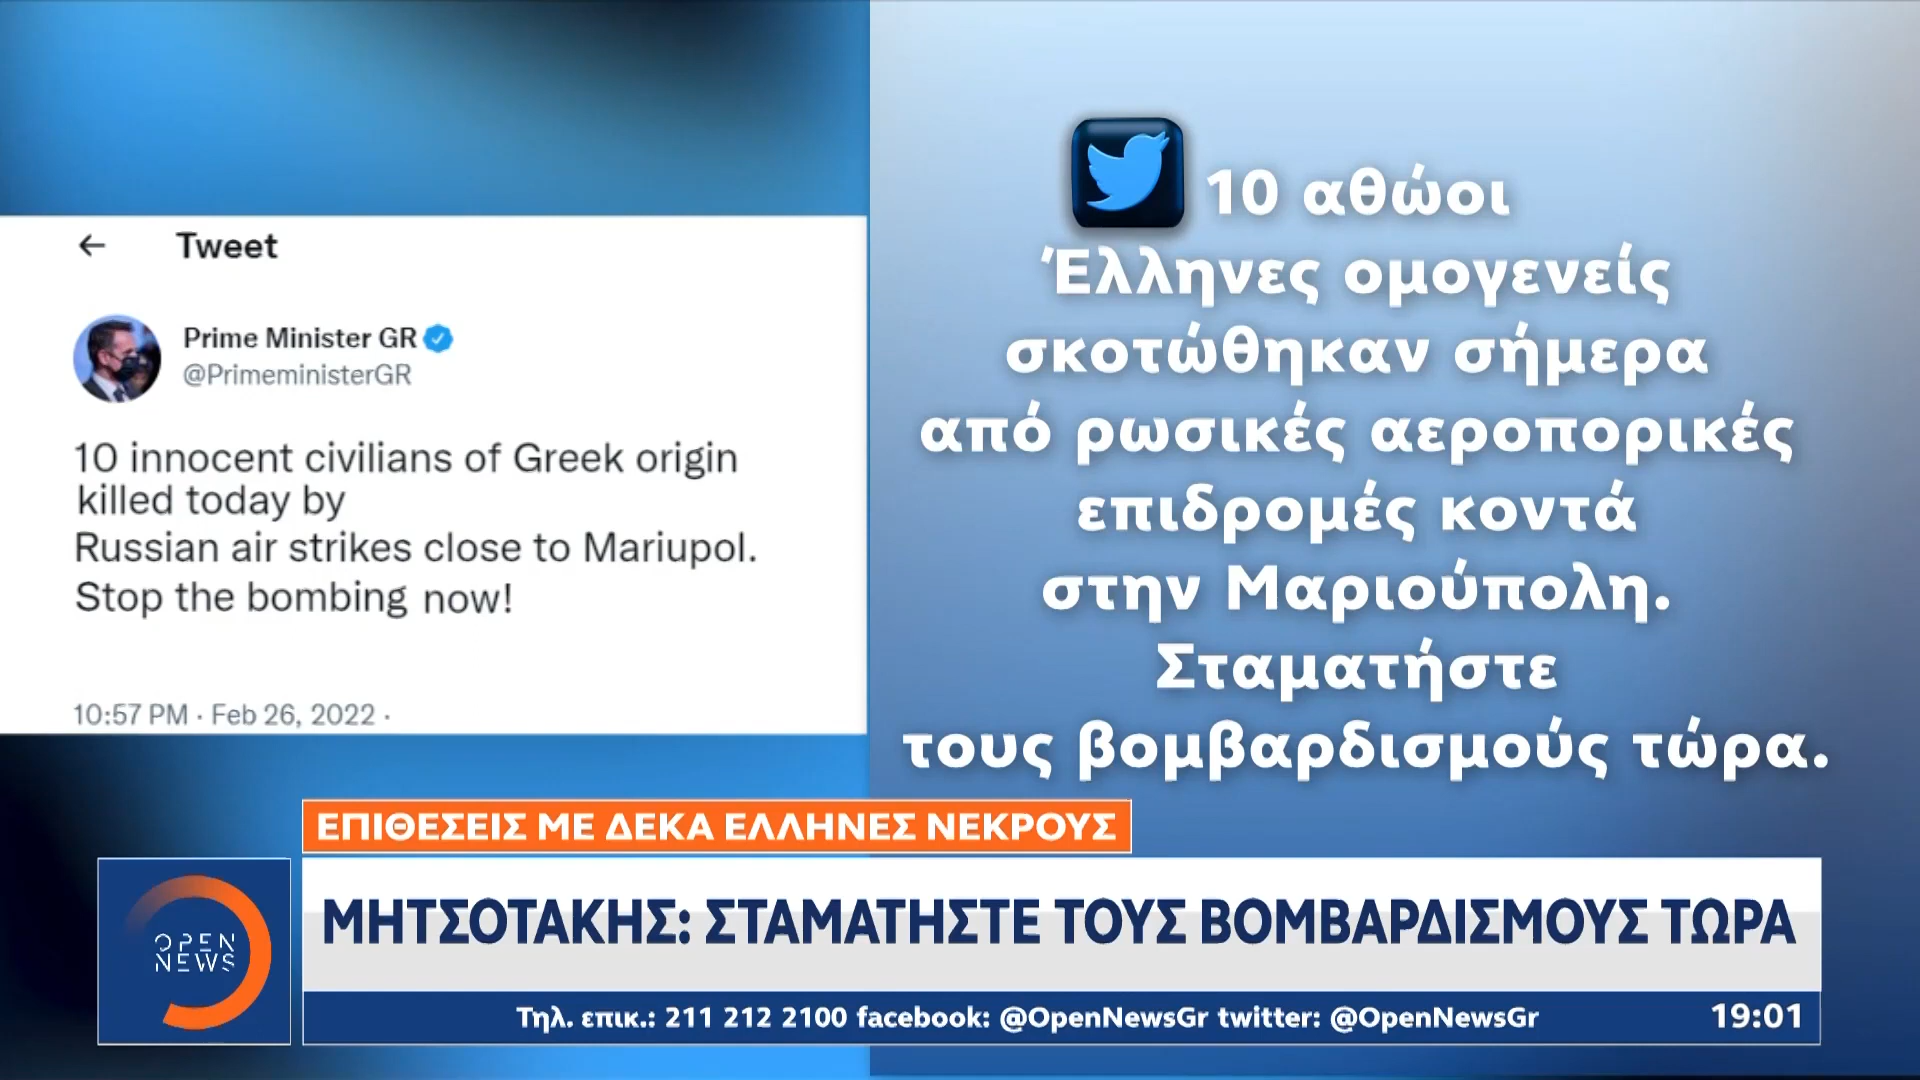 Tweet
Prime Minister GR
@PrimeministerGR
10 innocent civilians of Greek origin
killed today by
Russian air strikes close to Mariupol.
Stop the bombing now!
10:57 PM · Feb 26, 2022 ·
10 αθώοι
Έλληνες ομογενείς
σκοτώθηκαν σήμερα
από ρωσικές αεροπορικές
επιδρομές κοντά
στην Μαριούπολη.
Σταματήστε
τους βομβαρδισμούς τώρα.
ΕΠΙΘΕΣΕΙΣ ΜΕ ΔΕΚΑ ΕΛΛΗΝΕΣ ΝΕΚΡΟΥΣ
ΜΗΤΣΟΤΑΚΗΣ: ΣΤΑΜΑΤΗΣΤΕ ΤΟΥΣ ΒΟΜΒΑΡΔΙΣΜΟΥΣ ΤΩΡΑ
OPEN
NEWS
Τηλ. επικ.: 211 212 2100 facebook: @OpenNewsGr twitter: @OpenNewsGr
19:01